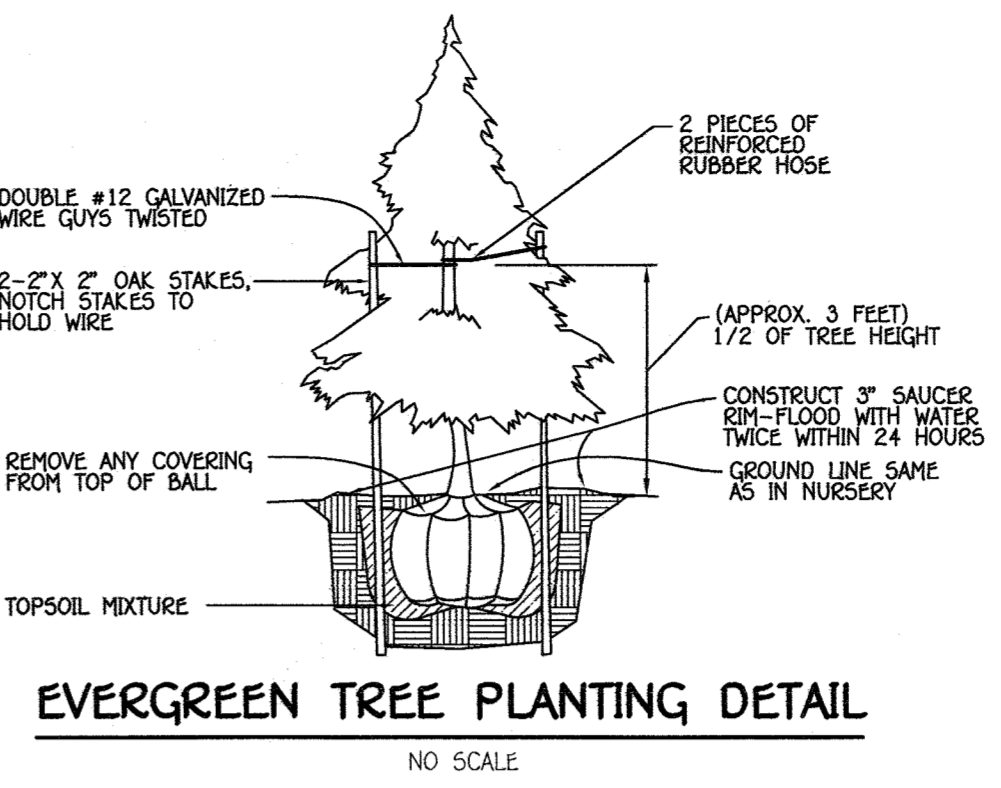 2 PIECES OF
REINFORCED
RUBBER HOSE
DOUBLE #12 GALVANIZED
WIRE GUYS TWISTED
2-2"X 2" OAK STAKES,
NOTCH STAKES TO
HOLD WIRE
(APPROX. 3 FEET)
1/2 OF TREE HEIGHT
CONSTRUCT 3" SAUCER
RIM-FLOOD WITH WATER
TWICE WITHIN 24 HOURS
REMOVE ANY COVERING
FROM TOP OF BALL
GROUND LINE SAME
AS IN NURSERY
TOPSOIL MIXTURE
EVERGREEN TREE PLANTING DETAIL
NO SCALE